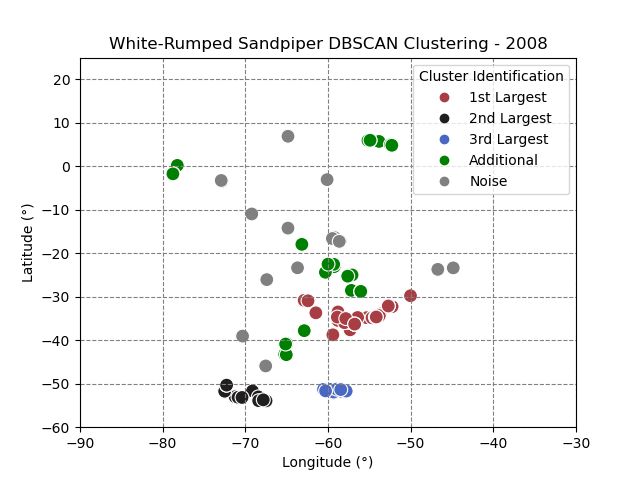 White-Rumped Sandpiper DBSCAN Clustering - 2008
Cluster Identification
1st Largest
2nd Largest
3rd Largest
Additional
Noise
Latitude (°)
20
10
0
−10
−20
−30
−40
−50
−60
−90
−80
−70
−60
−50
−40
−30
Longitude (°)